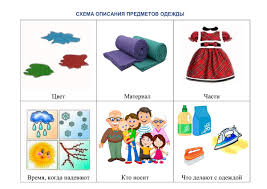 СХЕМА ОПИСАНИЯ ПРЕДМЕТОВ ОДЕЖДЫ
Цвет Материал Части
Время, когда надевают Кто носит Что делают с одеждой